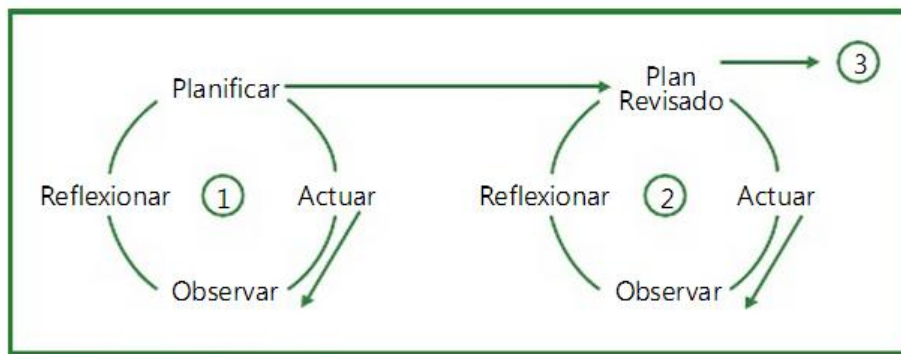 Planificar
Plan
Revisado
3
Reflexionar
1
Actuar
Reflexionar
2
Actuar
Observar
Observar